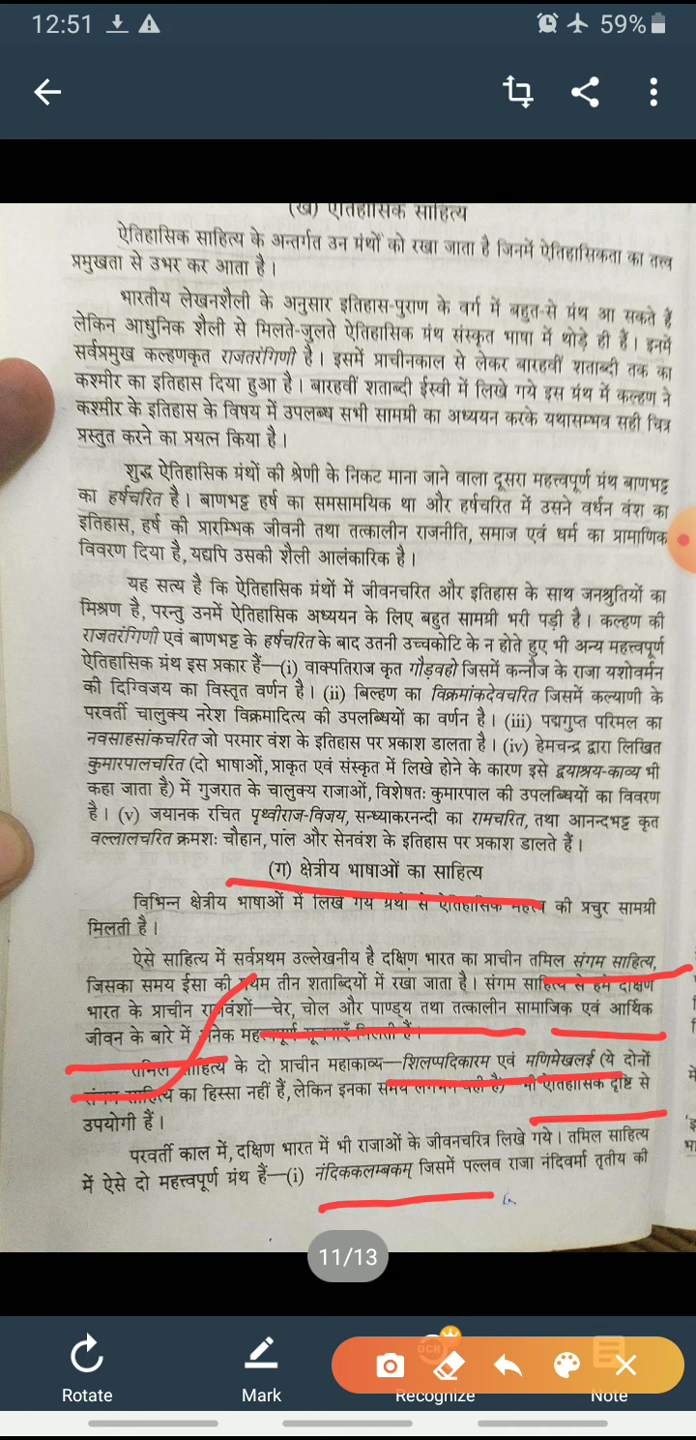 12:51
59%
(ख) ऐतिहासिक साहित्य
ऐतिहासिक साहित्य के अन्तर्गत उन ग्रंथों को रखा जाता है जिनमें ऐतिहासिकता का तत्त्व
प्रमुखता से उभर कर आता है।
भारतीय लेखनशैली के अनुसार इतिहास-पुराण के वर्ग में बहुत-से ग्रंथ आ सकते हैं
लेकिन आधुनिक शैली से मिलते-जुलते ऐतिहासिक ग्रंथ संस्कृत भाषा में थोड़े ही हैं। इनमें
सर्वप्रमुख कल्हणकृत राजतरंगिणी है। इसमें प्राचीनकाल से लेकर बारहवीं शताब्दी तक का
कश्मीर का इतिहास दिया हुआ है। बारहवीं शताब्दी ईस्वी में लिखे गये इस ग्रंथ में कल्हण ने
कश्मीर के इतिहास के विषय में उपलब्ध सभी सामग्री का अध्ययन करके यथासम्भव सही चित्र
प्रस्तुत करने का प्रयत्न किया है।
शुद्ध ऐतिहासिक ग्रंथों की श्रेणी के निकट माना जाने वाला दूसरा महत्त्वपूर्ण ग्रंथ बाणभट्ट
का हर्षचरित है। बाणभट्ट हर्ष का समसामयिक था और हर्षचरित में उसने वर्धन वंश का
इतिहास, हर्ष की प्रारम्भिक जीवनी तथा तत्कालीन राजनीति, समाज एवं धर्म का प्रामाणिक
विवरण दिया है, यद्यपि उसकी शैली आलंकारिक है।
यह सत्य है कि ऐतिहासिक ग्रंथों में जीवनचरित और इतिहास के साथ जनश्रुतियों का
मिश्रण है, परन्तु उनमें ऐतिहासिक अध्ययन के लिए बहुत सामग्री भरी पड़ी है। कल्हण की
राजतरंगिणी एवं बाणभट्ट के हर्षचरित के बाद उतनी उच्चकोटि के न होते हुए भी अन्य महत्त्वपूर्ण
ऐतिहासिक ग्रंथ इस प्रकार हैं—(i) वाक्पतिराज कृत गौड़वहो जिसमें कन्नौज के राजा यशोवर्मन
की दिग्विजय का विस्तृत वर्णन है। (ii) बिल्हण का विक्रमांकदेवचरित जिसमें कल्याणी के
परवर्ती चालुक्य नरेश विक्रमादित्य की उपलब्धियों का वर्णन है। (iii) पद्मगुप्त परिमल का
नवसाहसांकचरित जो परमार वंश के इतिहास पर प्रकाश डालता है। (iv) हेमचन्द्र द्वारा लिखित
कुमारपालचरित (दो भाषाओं, प्राकृत एवं संस्कृत में लिखे होने के कारण इसे द्वयाश्रय-काव्य भी
कहा जाता है) में गुजरात के चालुक्य राजाओं, विशेषतः कुमारपाल की उपलब्धियों का विवरण
है। (v) जयानक रचित पृथ्वीराज-विजय, सन्ध्याकरनन्दी का रामचरित, तथा आनन्दभट्ट कृत
वल्लालचरित क्रमशः चौहान, पाल और सेनवंश के इतिहास पर प्रकाश डालते हैं।
(ग) क्षेत्रीय भाषाओं का साहित्य
विभिन्न क्षेत्रीय भाषाओं में लिखे गये ग्रंथों से ऐतिहासिक महत्त्व की प्रचुर सामग्री
मिलती है।
ऐसे साहित्य में सर्वप्रथम उल्लेखनीय है दक्षिण भारत का प्राचीन तमिल संगम साहित्य,
जिसका समय ईसा की प्रथम तीन शताब्दियों में रखा जाता है। संगम साहित्य से हमें दक्षिण
भारत के प्राचीन राजवंशों—चेर, चोल और पाण्ड्य तथा तत्कालीन सामाजिक एवं आर्थिक
जीवन के बारे में अनेक महत्त्वपूर्ण सूचनाएँ मिलती हैं।
तमिल साहित्य के दो प्राचीन महाकाव्य—शिलप्पदिकारम एवं मणिमेखलई (ये दोनों
संगम साहित्य का हिस्सा नहीं हैं, लेकिन इनका समय लगभग वही है) भी ऐतिहासिक दृष्टि से
उपयोगी हैं।
परवर्ती काल में, दक्षिण भारत में भी राजाओं के जीवनचरित्र लिखे गये। तमिल साहित्य
में ऐसे दो महत्त्वपूर्ण ग्रंथ हैं—(i) नंदिककलम्बकम् जिसमें पल्लव राजा नंदिवर्मा तृतीय की
11/13
OCR
Rotate
Mark
Recognize
Note